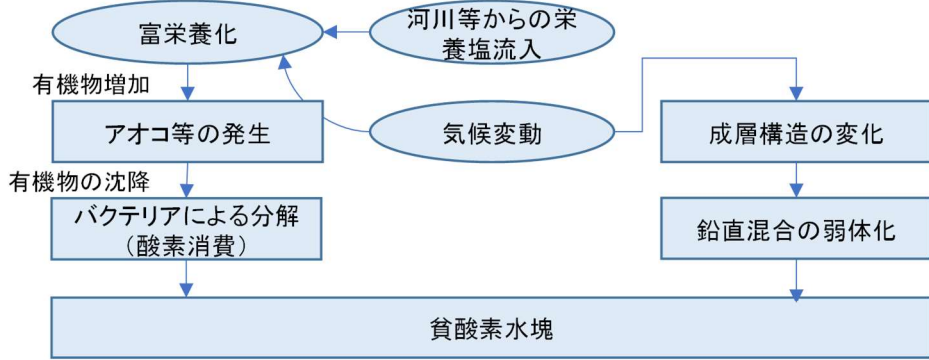 富栄養化
河川等からの栄
養塩流入
有機物増加
アオコ等の発生
気候変動
成層構造の変化
有機物の沈降
バクテリアによる分解
（酸素消費）
鉛直混合の弱体化
貧酸素水塊